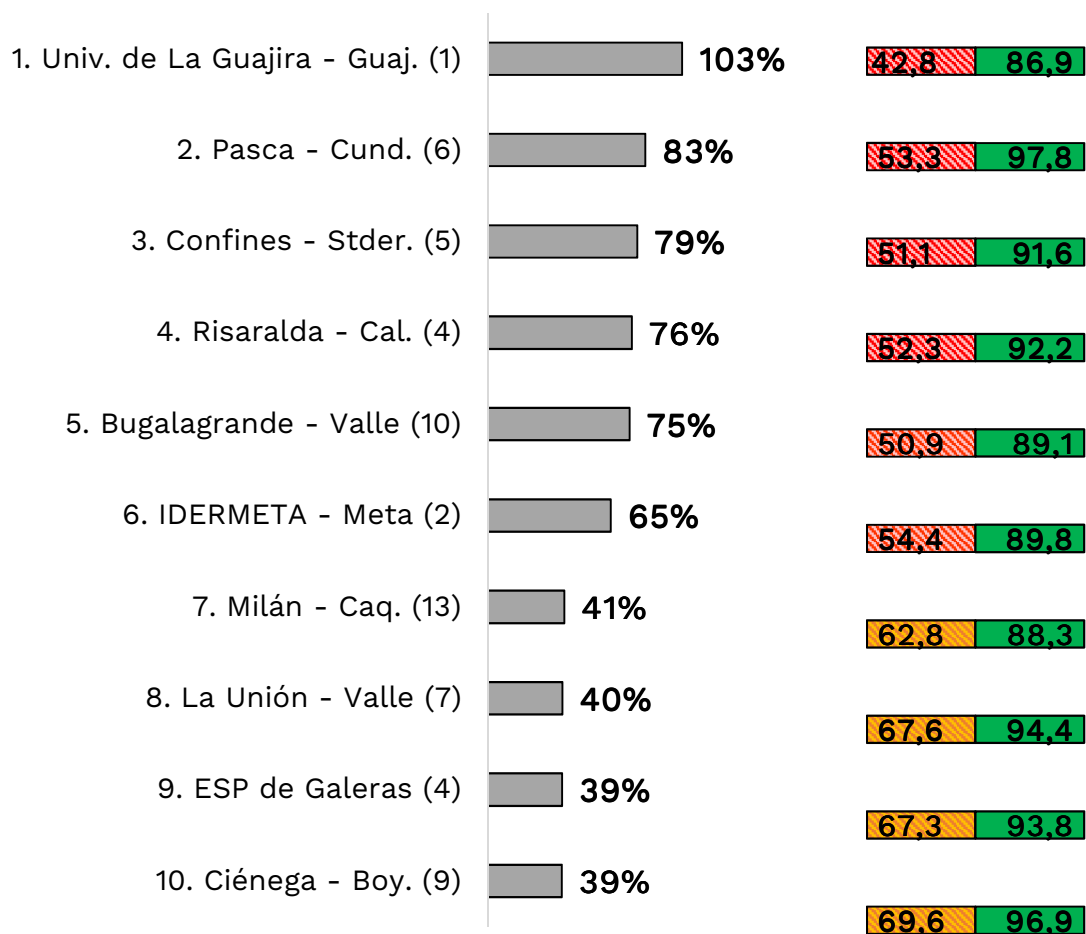 1. Univ. de La Guajira - Guaj. (1) 103% 42,8 86,9
2. Pasca - Cund. (6) 83% 53,3 97,8
3. Confines - Stder. (5) 79% 51,1 91,6
4. Risaralda - Cal. (4) 76% 52,3 92,2
5. Bugalagrande - Valle (10) 75% 50,9 89,1
6. IDERMETA - Meta (2) 65% 54,4 89,8
7. Milán - Caq. (13) 41% 62,8 88,3
8. La Unión - Valle (7) 40% 67,6 94,4
9. ESP de Galeras (4) 39% 67,3 93,8
10. Ciénega - Boy. (9) 39% 69,6 96,9